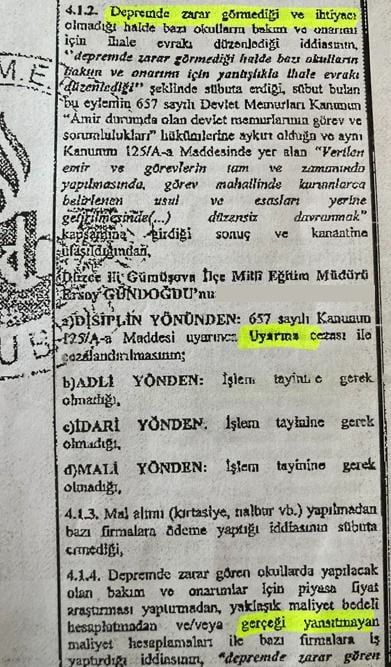 4.1.2. Depremde zarar görmediği ve ihtiyacı
olmadığı halde bazı okulların bakım ve onarımı
için ihale evrakı düzenlediği iddiasının,
"depremde zarar görmediği halde bazı okulların
bakım ve onarımı için yanlışlıkla ihale evrakı
düzenlediği" şeklinde sübuta erdiği, sübut bulan
bu eylemin 657 sayılı Devlet Memurları Kanunun
"Amir durumda olan devlet memurlarının görev ve
sorumlulukları" hükümlerine aykırı olduğu ve aynı
Kanunun 125/A-a Maddesinde yer alan "Verilen
emir ve görevlerin tam ve zamanında
yapılmasında, görev mahallinde kurumlarca
belirlenen usul ve esasları yerine
getirilmesinde(...) düzensiz davranmak"
kapsamına girdiği sonuç ve kanaatine
ulaşıldığından,
Düzce ili Gümüşova İlçe Milli Eğitim Müdürü
Ersoy GÜNDOĞDU'nu
a)DİSİPLİN YÖNÜNDEN: 657 sayılı Kanunun
125/A-a Maddesi uyarınca Uyarma cezası ile
cezalandırılmasının;
b)ADLİ YÖNDEN: İşlem tayinine gerek
olmadığı,
c)İDARİ YÖNDEN. İşlem tayinine gerek
olmadığı,
d)MALİ YÖNDEN: İşlem tayinine gerek
olmadığı,
4.1.3. Mal alımı (kırtasiye, nalbur vb.) yapılmadan
bazı firmalara ödeme yaptığı iddiasının sübuta
ermediği,
4.1.4. Depremde zarar gören okullarda yapılacak
olan bakım ve onarımlar için piyasa fiyat
araştırması yaptırmadan, yaklaşık maliyet bedeli
hesaplatmadan ve/veya gerçeği yansıtmayan
maliyet hesaplamaları ile bazı firmalara iş
yaptırdığı iddiasının, "depremde zarar gören